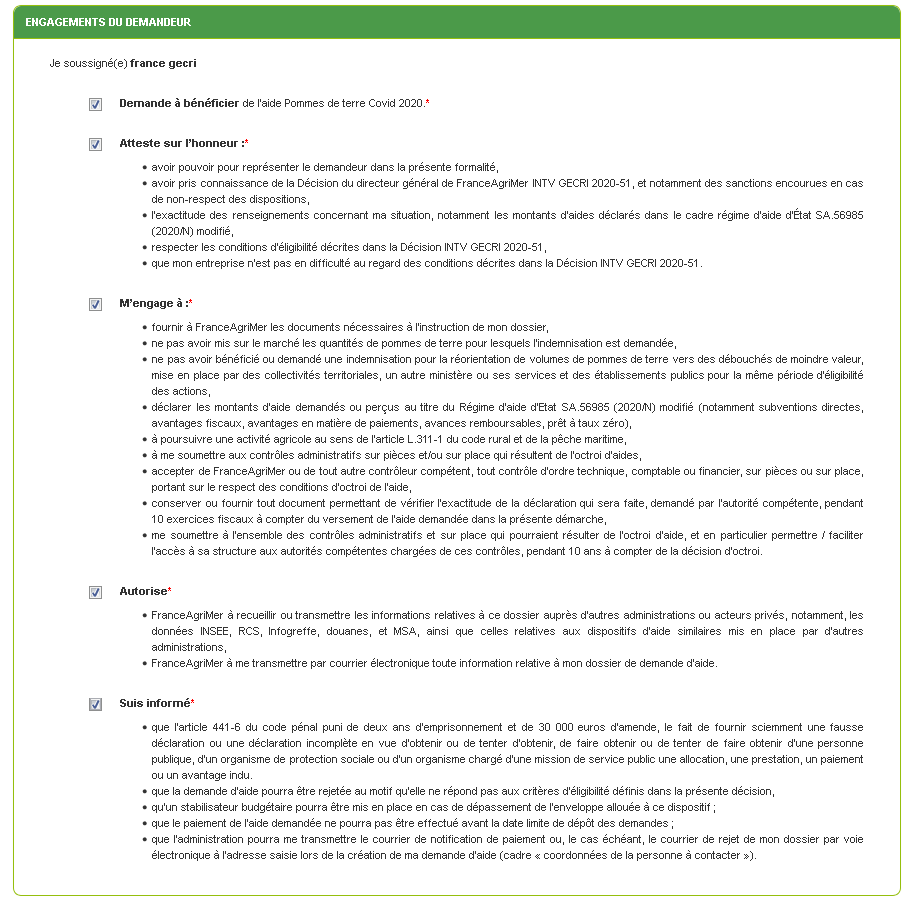 ENGAGEMENTS DU DEMANDEUR
Je soussigné(e) france gecri
Demande à bénéficier de l'aide Pommes de terre Covid 2020.*
Atteste sur l'honneur :*
• avoir pouvoir pour représenter le demandeur dans la présente formalité,
• avoir pris connaissance de la Décision du directeur général de FranceAgriMer INTV GECRI 2020-51, et notamment des sanctions encourues en cas
de non-respect des dispositions,
• l'exactitude des renseignements concernant ma situation, notamment les montants d'aides déclarés dans le cadre régime d'aide d'État SA.56985
(2020/N) modifié,
• respecter les conditions d'éligibilité décrites dans la Décision INTV GECRI 2020-51,
• que mon entreprise n'est pas en difficulté au regard des conditions décrites dans la Décision INTV GECRI 2020-51.
M'engage à :*
• fournir à FranceAgriMer les documents nécessaires à l'instruction de mon dossier,
• ne pas avoir mis sur le marché les quantités de pommes de terre pour lesquels l'indemnisation est demandée,
• ne pas avoir bénéficié ou demandé une indemnisation pour la réorientation de volumes de pommes de terre vers des débouchés de moindre valeur,
mise en place par des collectivités territoriales, un autre ministère ou ses services et des établissements publics pour la même période d'éligibilité
des actions,
• déclarer les montants d'aide demandés ou perçus au titre du Régime d'aide d'Etat SA.56985 (2020/N) modifié (notamment subventions directes,
avantages fiscaux, avantages en matière de paiements, avances remboursables, prêt à taux zéro),
• à poursuivre une activité agricole au sens de l'article L.311-1 du code rural et de la pêche maritime,
• à me soumettre aux contrôles administratifs sur pièces et/ou sur place qui résultent de l'octroi d'aides,
• accepter de FranceAgriMer ou de tout autre contrôleur compétent, tout contrôle d'ordre technique, comptable ou financier, sur pièces ou sur place,
portant sur le respect des conditions d'octroi de l'aide,
• conserver ou fournir tout document permettant de vérifier l'exactitude de la déclaration qui sera faite, demandé par l'autorité compétente, pendant
10 exercices fiscaux à compter du versement de l'aide demandée dans la présente démarche,
• me soumettre à l'ensemble des contrôles administratifs et sur place qui pourraient résulter de l'octroi d'aide, et en particulier permettre / faciliter
l'accès à sa structure aux autorités compétentes chargées de ces contrôles, pendant 10 ans à compter de la décision d'octroi.
Autorise*
• FranceAgriMer à recueillir ou transmettre les informations relatives à ce dossier auprès d'autres administrations ou acteurs privés, notamment, les
données INSEE, RCS, Infogreffe, douanes, et MSA, ainsi que celles relatives aux dispositifs d'aide similaires mis en place par d'autres
administrations,
• FranceAgriMer à me transmettre par courrier électronique toute information relative à mon dossier de demande d'aide.
Suis informé*
• que l'article 441-6 du code pénal puni de deux ans d'emprisonnement et de 30 000 euros d'amende, le fait de fournir sciemment une fausse
déclaration ou une déclaration incomplète en vue d'obtenir ou de tenter d'obtenir, de faire obtenir ou de tenter de faire obtenir d'une personne
publique, d'un organisme de protection sociale ou d'un organisme chargé d'une mission de service public une allocation, une prestation, un paiement
ou un avantage indu.
• que la demande d'aide pourra être rejetée au motif qu'elle ne répond pas aux critères d'éligibilité définis dans la présente décision,
• qu'un stabilisateur budgétaire pourra être mis en place en cas de dépassement de l'enveloppe allouée à ce dispositif ;
• que le paiement de l'aide demandée ne pourra pas être effectué avant la date limite de dépôt des demandes ;
• que l'administration pourra me transmettre le courrier de notification de paiement ou, le cas échéant, le courrier de rejet de mon dossier par voie
électronique à l'adresse saisie lors de la création de ma demande d'aide (cadre « coordonnées de la personne à contacter »).